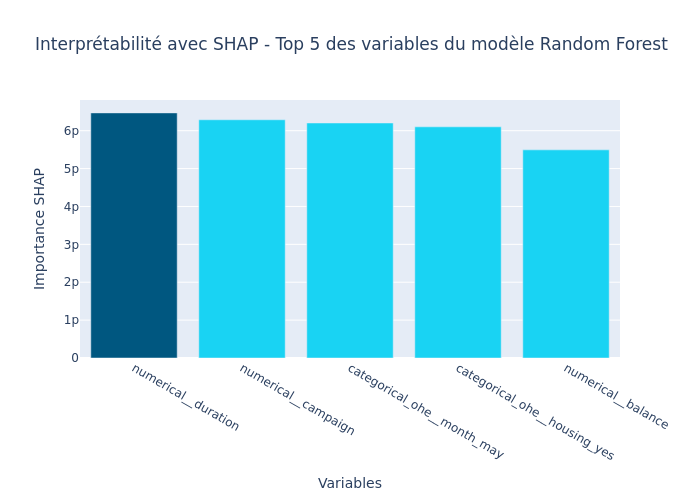 Interprétabilité avec SHAP - Top 5 des variables du modèle Random Forest
Importance SHAP
6p
5p
4p
3p
2p
1p
0
numerical__duration
numerical__campaign
categorical_ohe__month_may
categorical_ohe__housing_yes
numerical__balance
Variables